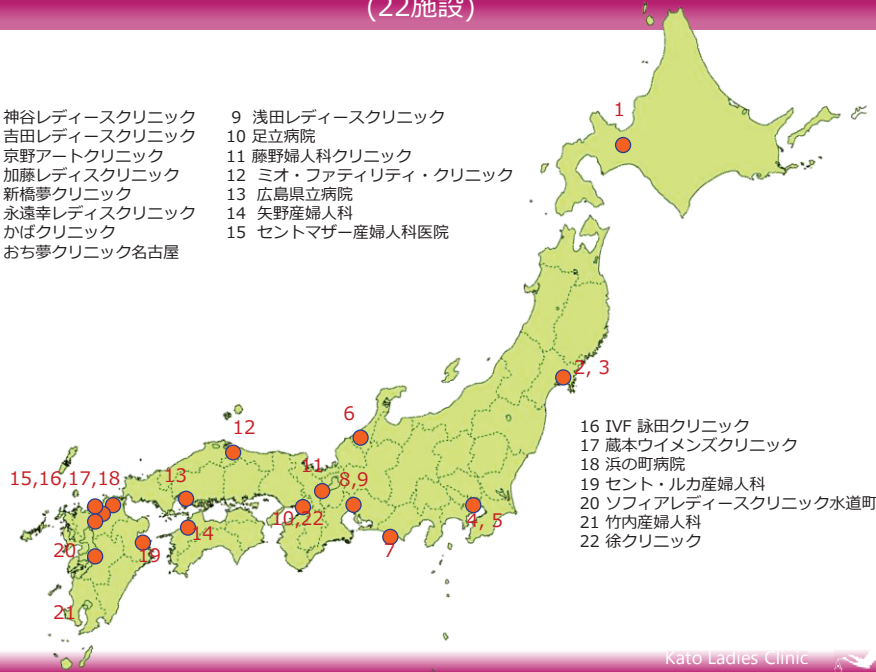 (22施設)
神谷レディースクリニック
吉田レディースクリニック
京野アートクリニック
加藤レディスクリニック
新橋夢クリニック
永遠幸レディスクリニック
かばクリニック
おち夢クリニック名古屋
9 浅田レディースクリニック
10 足立病院
11 藤野婦人科クリニック
12 ミオ・ファティリティ・クリニック
13 広島県立病院
14 矢野産婦人科
15 セントマザー産婦人科医院
1
2, 3
6
12
11
8,9
13
15,16,17,18
10,22
4, 5
14
7
20
19
21
16 IVF 詠田クリニック
17 蔵本ウイメンズクリニック
18 浜の町病院
19 セント・ルカ産婦人科
20 ソフィアレディースクリニック水道町
21 竹内産婦人科
22 徐クリニック
Kato Ladies Clinic